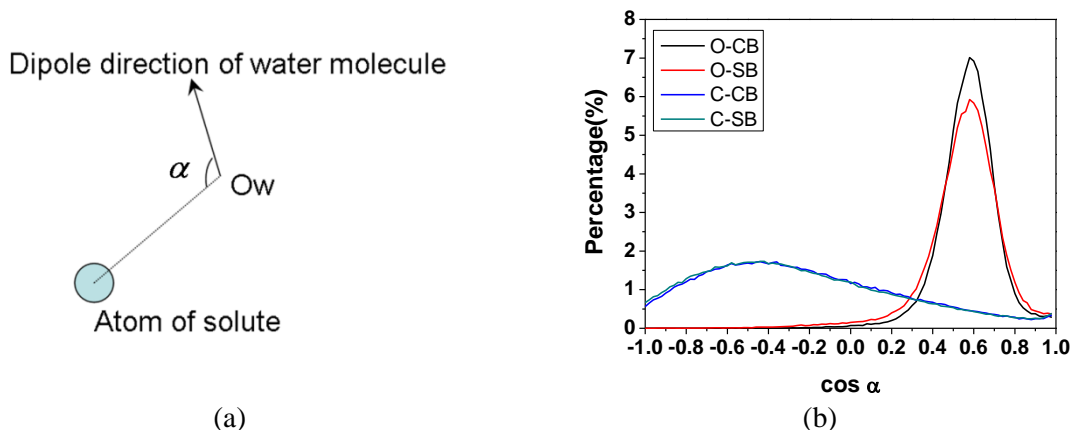 Dipole direction of water molecule
α
Ow
Atom of solute
(a)
8
7
6
5
4
3
2
1
0
Percentage(%)
O-CB
O-SB
C-CB
C-SB
-1.0 -0.8 -0.6 -0.4 -0.2 0.0 0.2 0.4 0.6 0.8 1.0
cos α
(b)